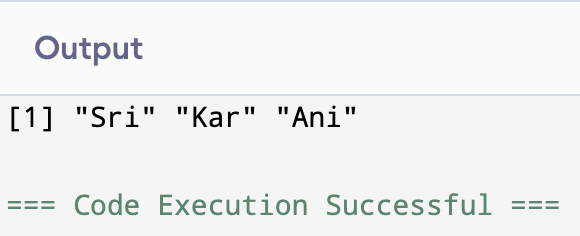 Output
[1] "Sri" "Kar" "Ani"
=== Code Execution Successful ===